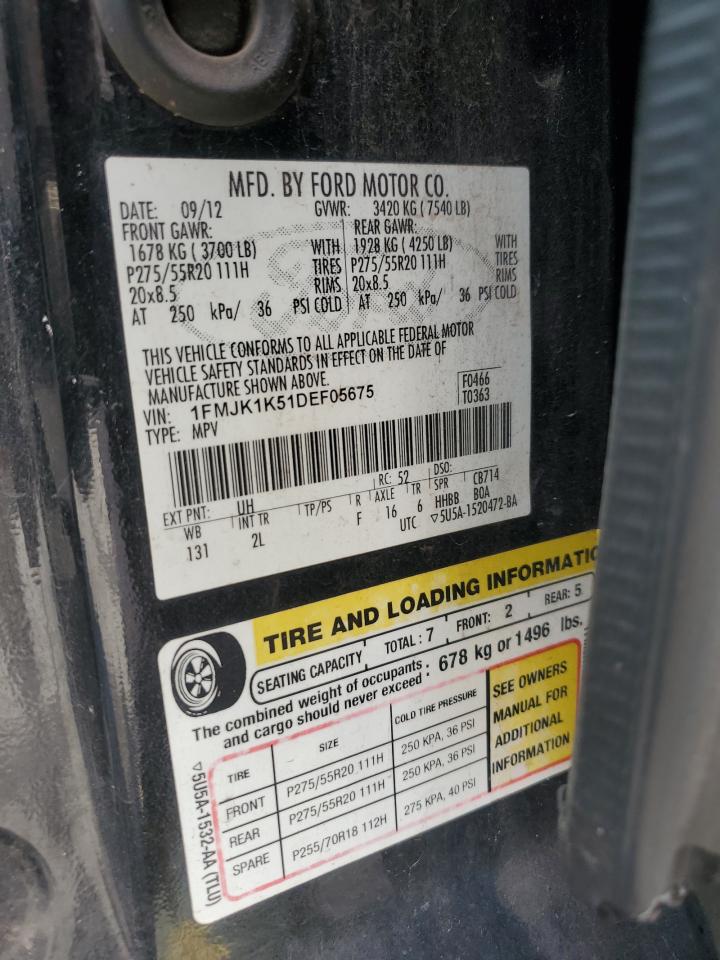 MFD. BY FORD MOTOR CO.
DATE: 09/12 GVWR: 3420 KG (7540 LB)
FRONT GAWR: REAR GAWR:
1678 KG (3700 LB) WITH 1928 KG (4250 LB) WITH
P275/55R20 111H TIRES P275/55R20 111H TIRES
20x8.5 RIMS 20x8.5 RIMS
AT 250 kPa/ 36 PSI COLD AT 250 kPa/ 36 PSI COLD
THIS VEHICLE CONFORMS TO ALL APPLICABLE FEDERAL MOTOR
VEHICLE SAFETY STANDARDS IN EFFECT ON THE DATE OF
MANUFACTURE SHOWN ABOVE. F0466
VIN: 1FMJK1K51DEF05675 T0363
TYPE: MPV
EXT PNT: UH RC: 52 DSO: CB714
WB INT TR TP/PS R AXLE TR SPR BOA
131 2L F 16 6 HHBB
UTC ▽5U5A-1520472-BA
TIRE AND LOADING INFORMATIO
SEATING CAPACITY TOTAL: 7 FRONT: 2 REAR: 5
The combined weight of occupants
and cargo should never exceed : 678 kg or 1496 lbs.
TIRE SIZE COLD TIRE PRESSURE
FRONT P275/55R20 111H 250 KPA, 36 PSI
REAR P275/55R20 111H 250 KPA, 36 PSI
SPARE P255/70R18 112H 275 KPA, 40 PSI
SEE OWNERS
MANUAL FOR
ADDITIONAL
INFORMATION
▽5U5A-1532-AA (TLU)